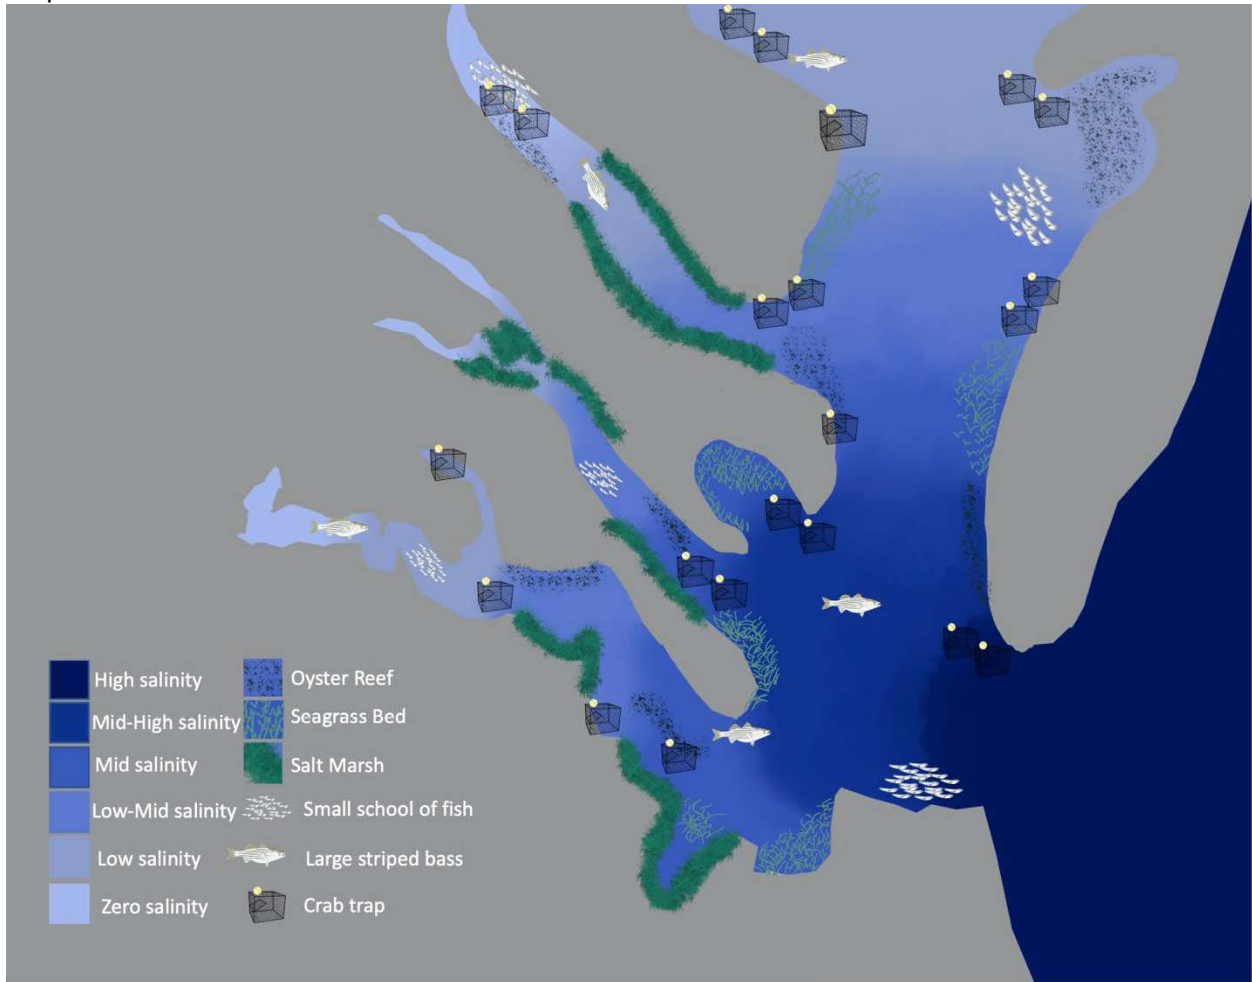 High salinity
Mid-High salinity
Mid salinity
Low-Mid salinity
Low salinity
Zero salinity
Oyster Reef
Seagrass Bed
Salt Marsh
Small school of fish
Large striped bass
Crab trap